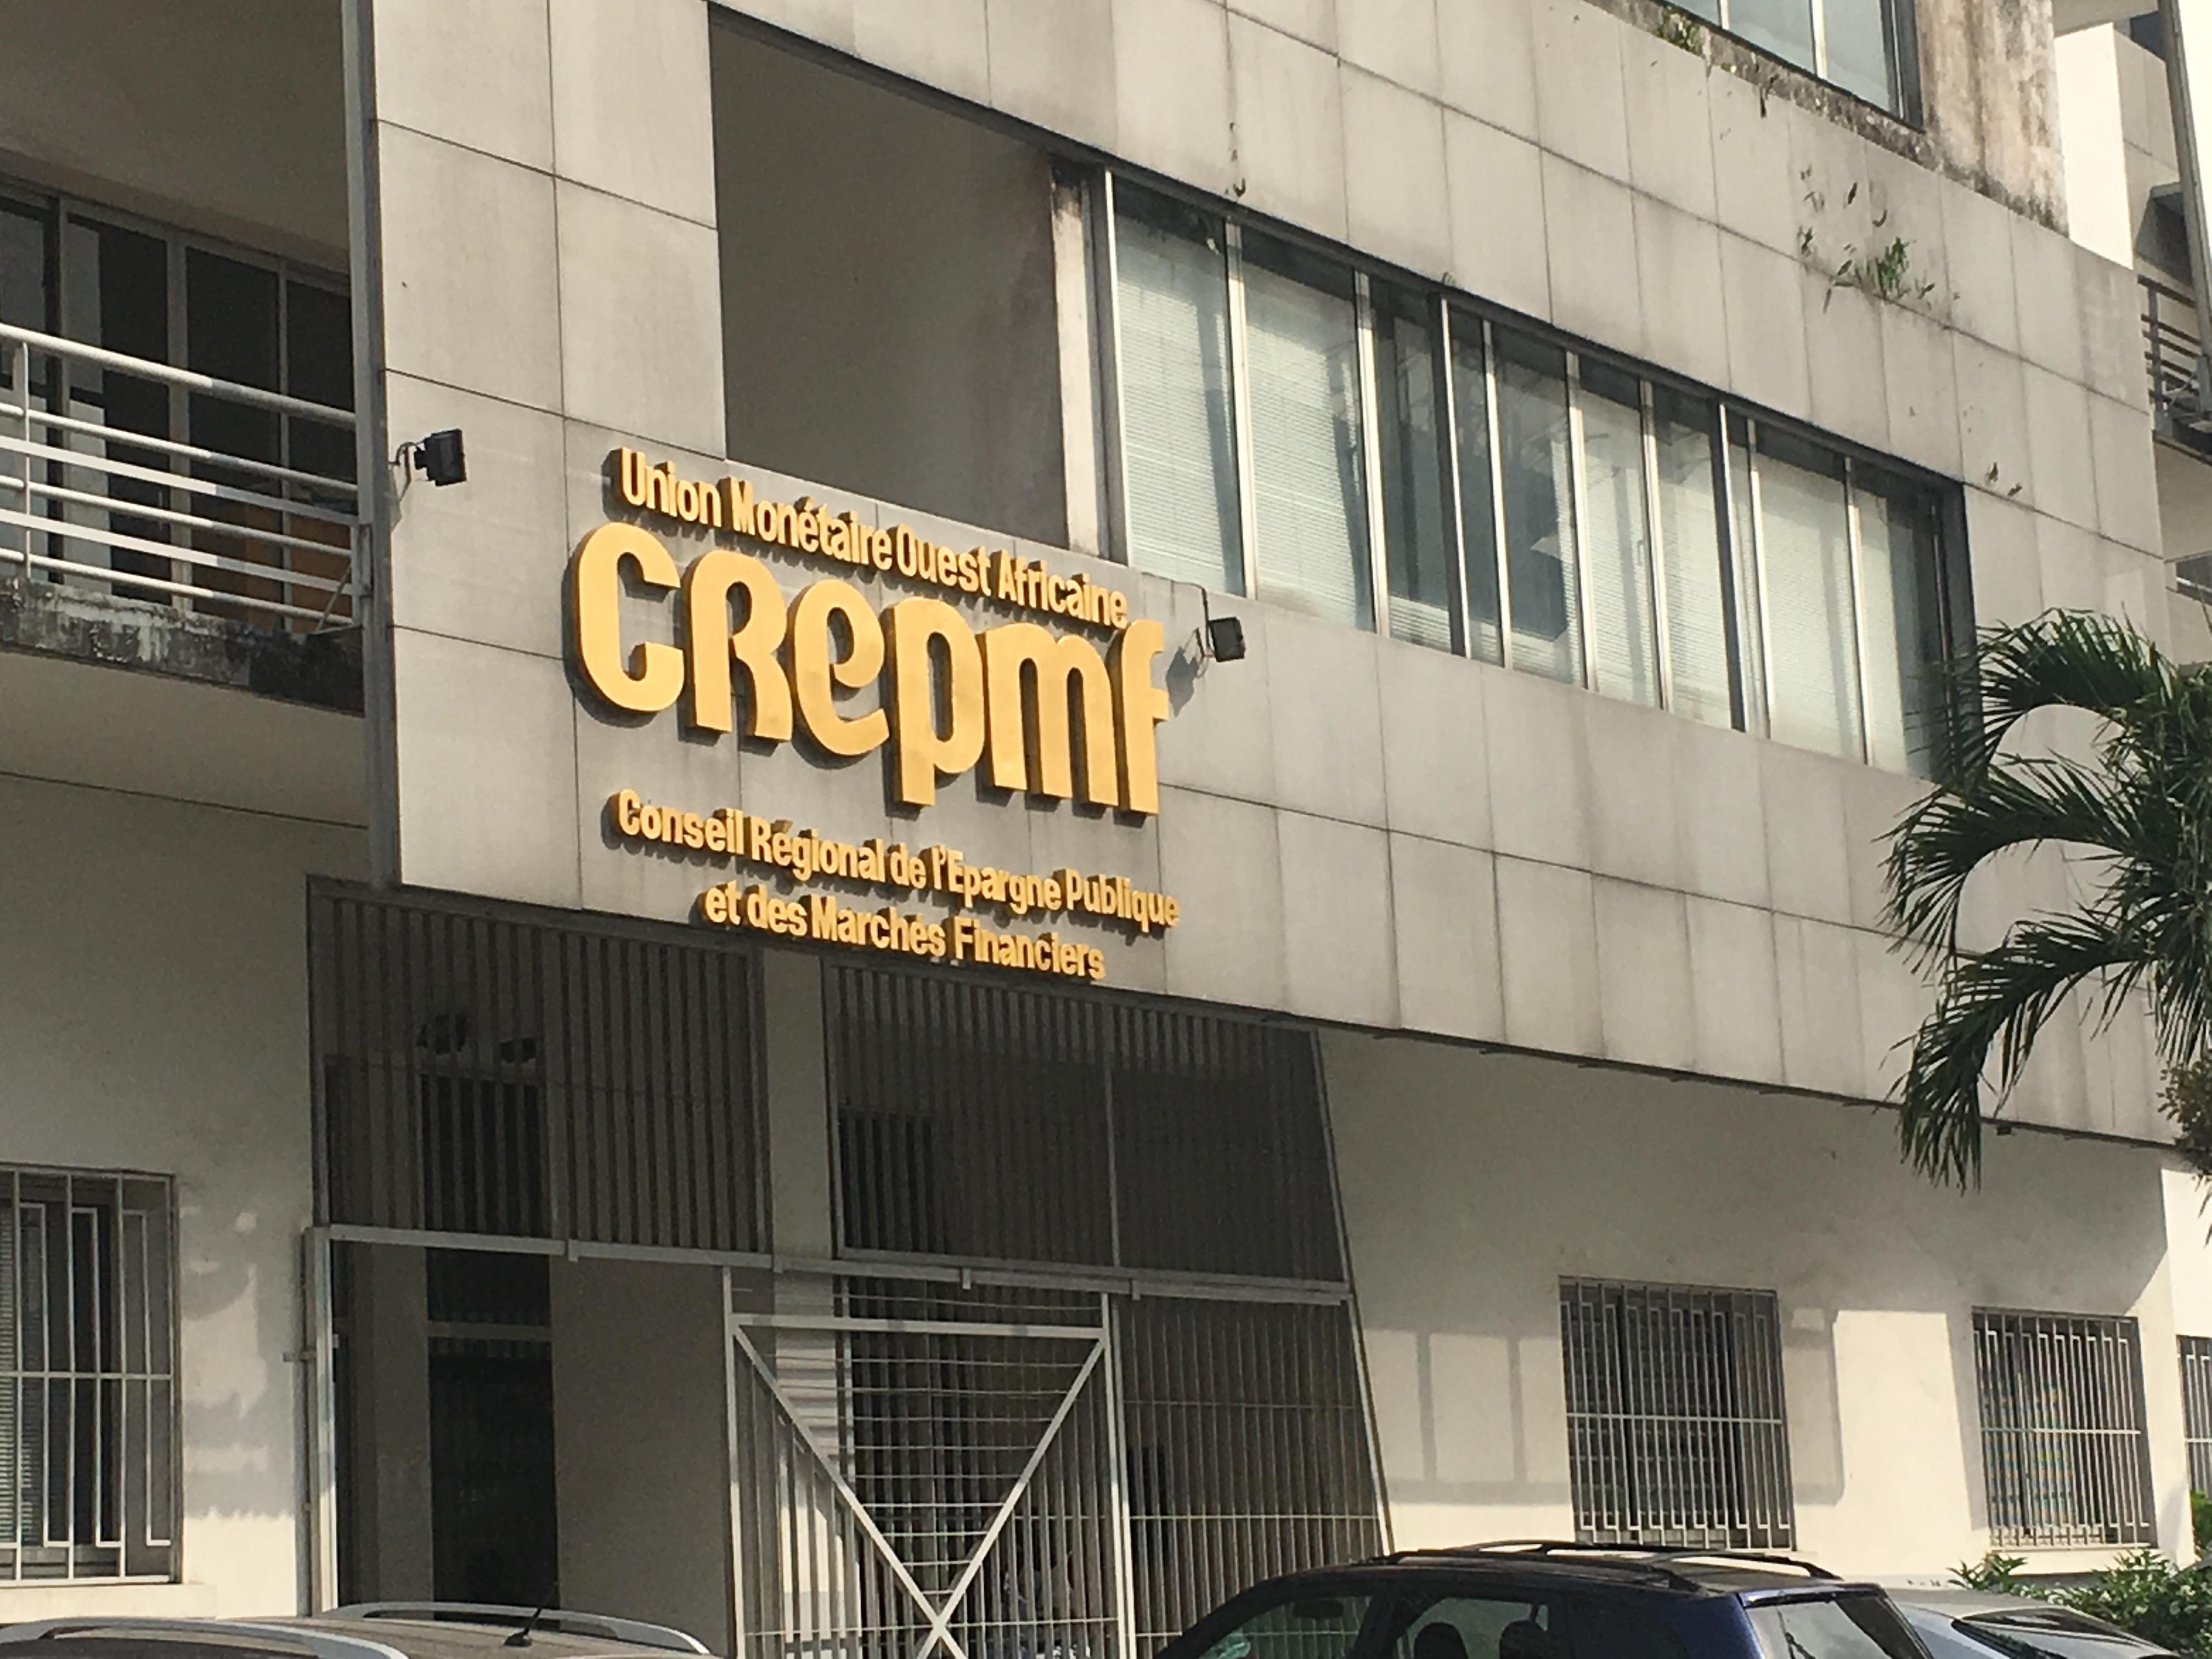 Union Monétaire Ouest Africaine
CRepmf
Conseil Régional de l'Epargne Publique
et des Marchés Financiers